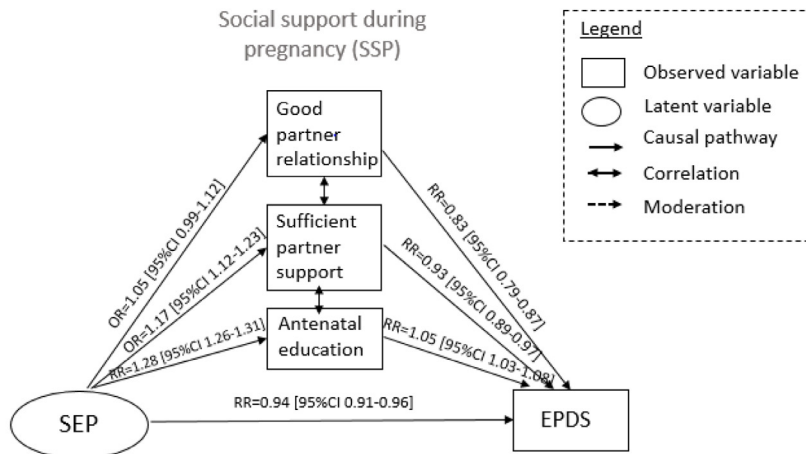 Social support during
pregnancy (SSP)
Legend
Observed variable
Latent variable
Causal pathway
Correlation
Moderation
Good
partner
relationship
Sufficient
partner
support
Antenatal
education
OR=1.05 [95%CI 0.99-1.12]
OR=1.17 [95%CI 1.12-1.23]
RR=1.28 [95%CI 1.26-1.31]
RR=0.83 [95%CI 0.79-0.87]
RR=0.93 [95%CI 0.89-0.97]
RR=1.05 [95%CI 1.03-1.08]
RR=0.94 [95%CI 0.91-0.96]
SEP
EPDS